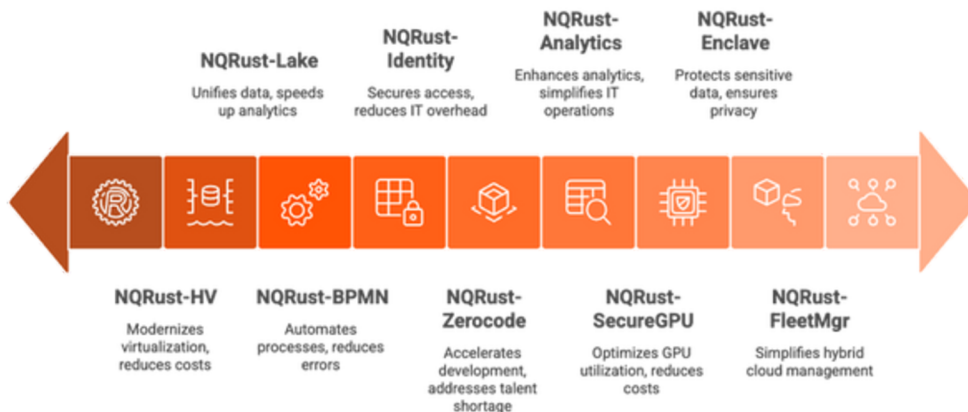 NQRust-Lake
Unifies data, speeds
up analytics
NQRust-
Identity
Secures access,
reduces IT overhead
NQRust-
Analytics
Enhances analytics,
simplifies IT
operations
NQRust-
Enclave
Protects sensitive
data, ensures
privacy
R
NQRust-HV
Modernizes
virtualization,
reduces costs
NQRust-BPMN
Automates
processes, reduces
errors
NQRust-
Zerocode
Accelerates
development,
addresses talent
shortage
NQRust-
SecureGPU
Optimizes GPU
utilization, reduces
costs
NQRust-
FleetMgr
Simplifies hybrid
cloud management